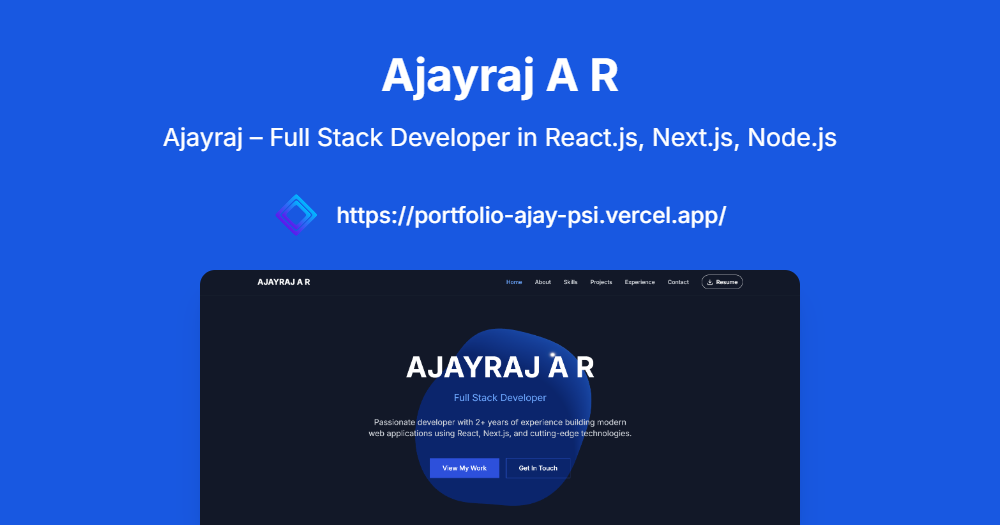 Ajayraj A R
Ajayraj – Full Stack Developer in React.js, Next.js, Node.js
https://portfolio-ajay-psi.vercel.app/
AJAYRAJ A R
Home About Skills Projects Experience Contact Resume
AJAYRAJ A R
Full Stack Developer
Passionate developer with 2+ years of experience building modern
web applications using React, Next.js, and cutting-edge technologies.
View My Work Get In Touch